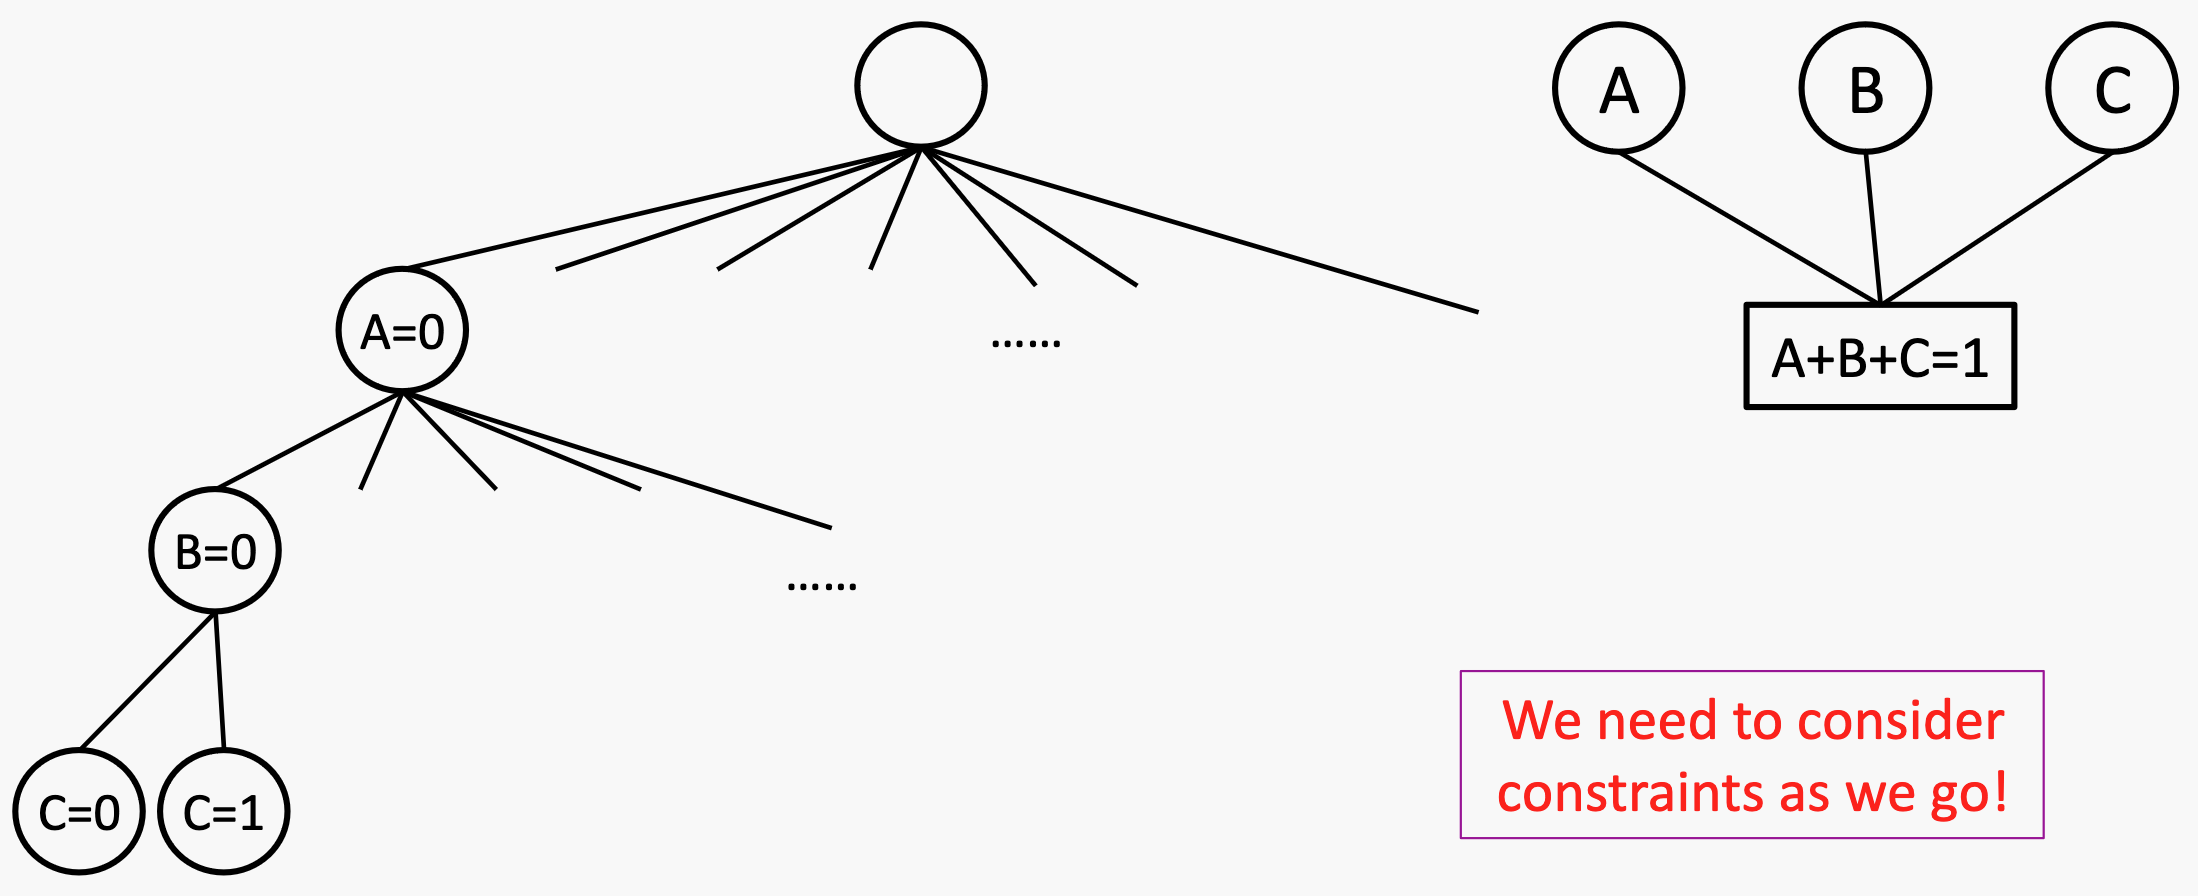 A
B
C
A=0
A+B+C=1
......
B=0
......
C=0
C=1
We need to consider
constraints as we go!